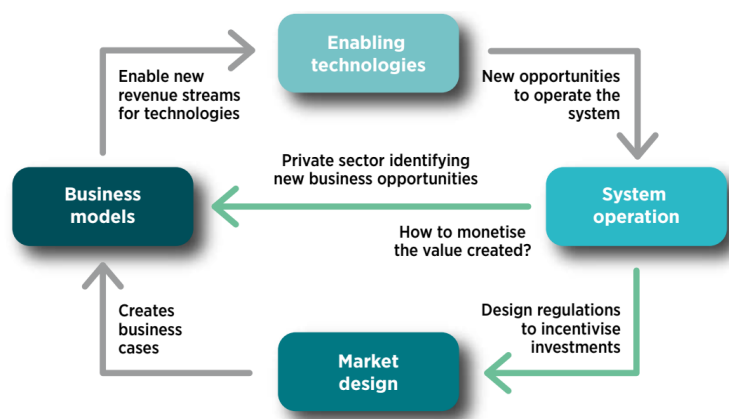 Enabling
technologies
Enable new
revenue streams
for technologies
New opportunities
to operate the
system
Private sector identifying
new business opportunities
Business
models
System
operation
How to monetise
the value created?
Creates
business
cases
Design regulations
to incentivise
investments
Market
design